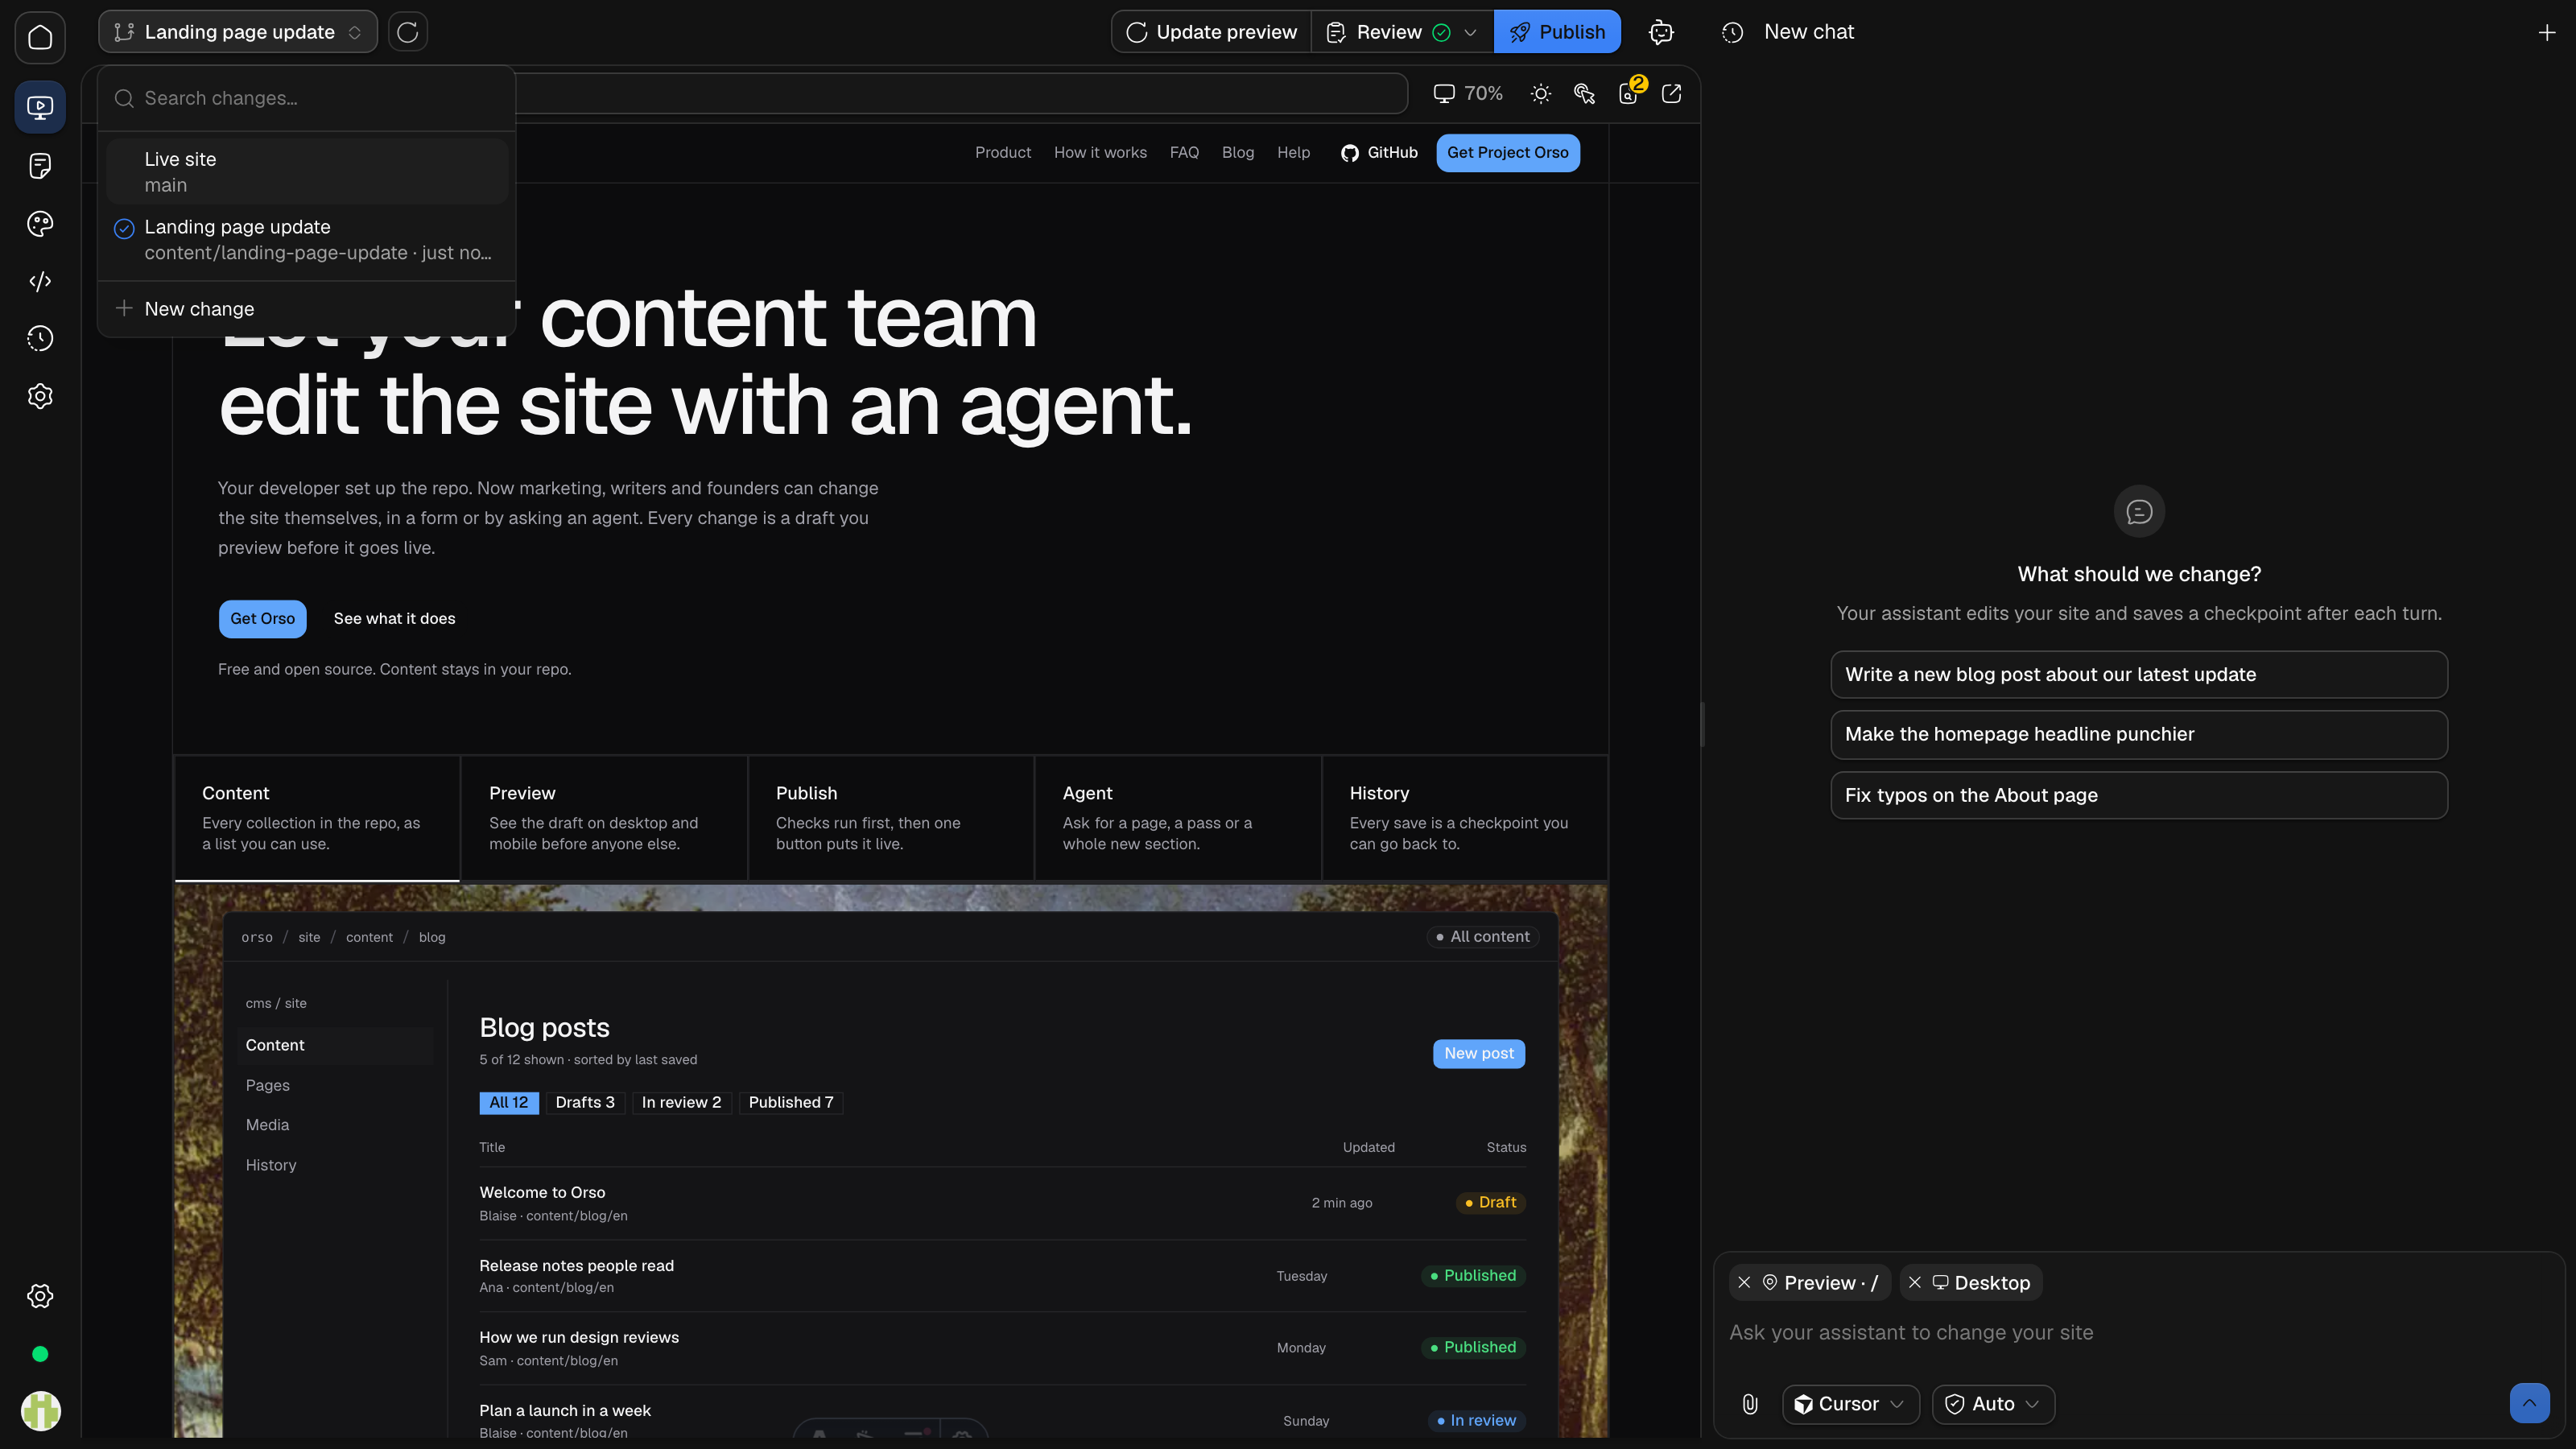 Landing page update
Update preview
Review
Publish
New chat
Search changes...
70%
2
Live site
main
Landing page update
content/landing-page-update · just no...
New change
Product
How it works
FAQ
Blog
Help
GitHub
Get Project Orso
content team
edit the site with an agent.
Your developer set up the repo. Now marketing, writers and founders can change
the site themselves, in a form or by asking an agent. Every change is a draft you
preview before it goes live.
Get Orso
See what it does
Free and open source. Content stays in your repo.
Content
Every collection in the repo, as
a list you can use.
Preview
See the draft on desktop and
mobile before anyone else.
Publish
Checks run first, then one
button puts it live.
Agent
Ask for a page, a pass or a
whole new section.
History
Every save is a checkpoint you
can go back to.
orso / site / content / blog
All content
cms / site
Content
Pages
Media
History
Blog posts
5 of 12 shown · sorted by last saved
New post
All 12
Drafts 3
In review 2
Published 7
Title
Updated
Status
Welcome to Orso
Blaise · content/blog/en
2 min ago
Draft
Release notes people read
Ana · content/blog/en
Tuesday
Published
How we run design reviews
Sam · content/blog/en
Monday
Published
Plan a launch in a week
Blaise · content/blog/en
Sunday
In review
What should we change?
Your assistant edits your site and saves a checkpoint after each turn.
Write a new blog post about our latest update
Make the homepage headline punchier
Fix typos on the About page
Preview · /
Desktop
Ask your assistant to change your site
Cursor
Auto